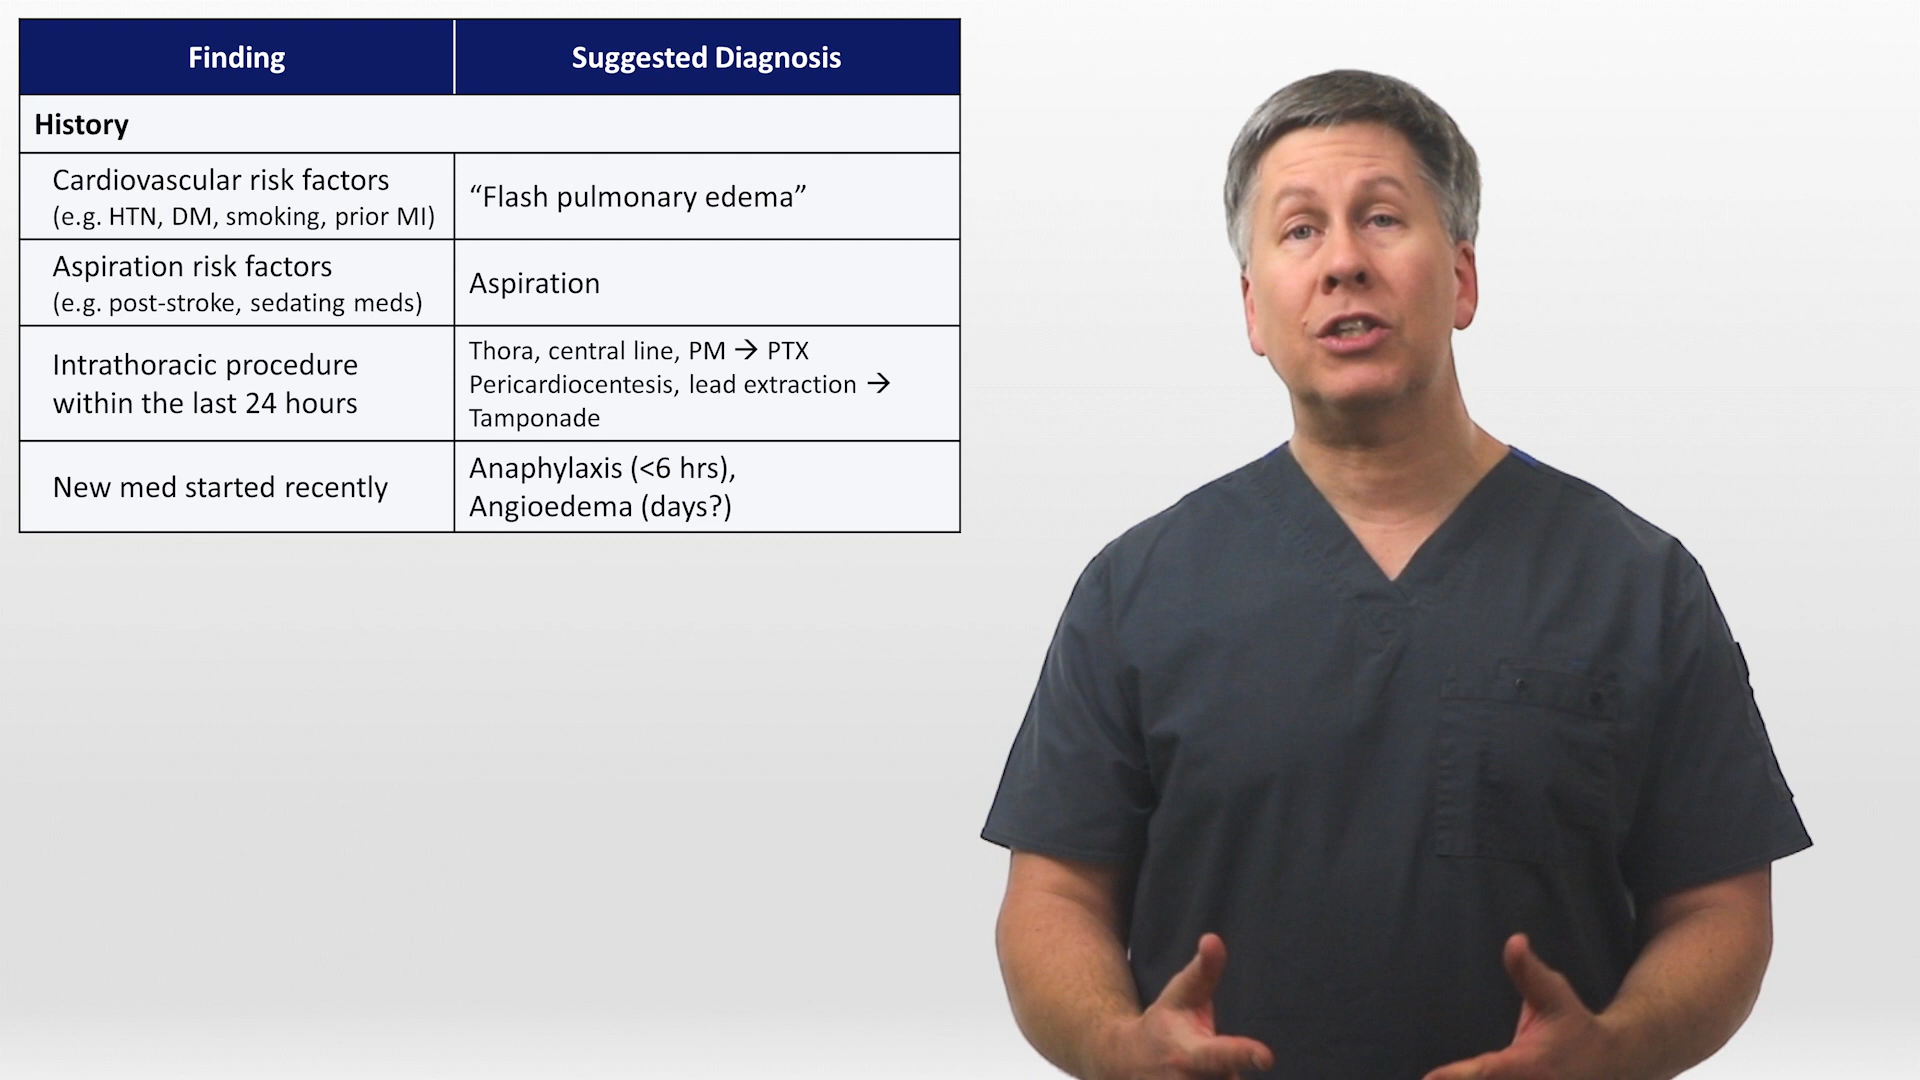 Finding
Suggested Diagnosis
History
Cardiovascular risk factors
(e.g. HTN, DM, smoking, prior MI)
“Flash pulmonary edema”
Aspiration risk factors
(e.g. post-stroke, sedating meds)
Aspiration
Intrathoracic procedure
within the last 24 hours
Thora, central line, PM → PTX
Pericardiocentesis, lead extraction →
Tamponade
New med started recently
Anaphylaxis (<6 hrs),
Angioedema (days?)